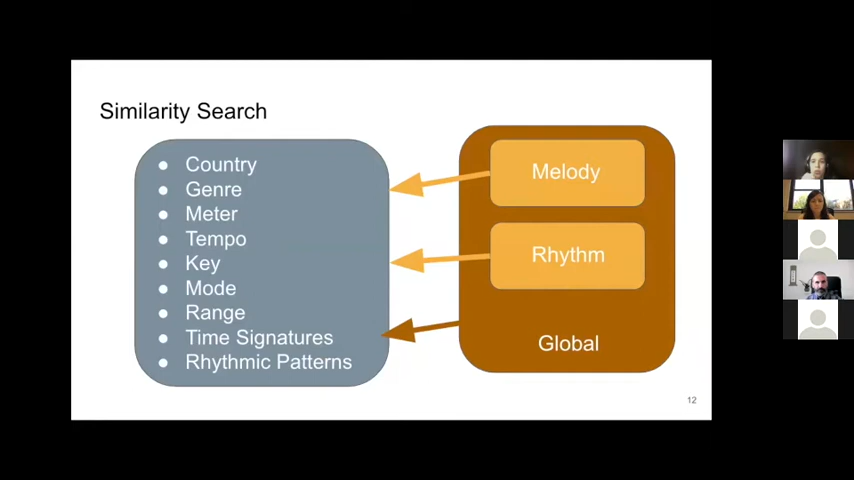 Similarity Search
Country
Genre
Meter
Tempo
Key
Mode
Range
Time Signatures
Rhythmic Patterns
Melody
Rhythm
Global
12